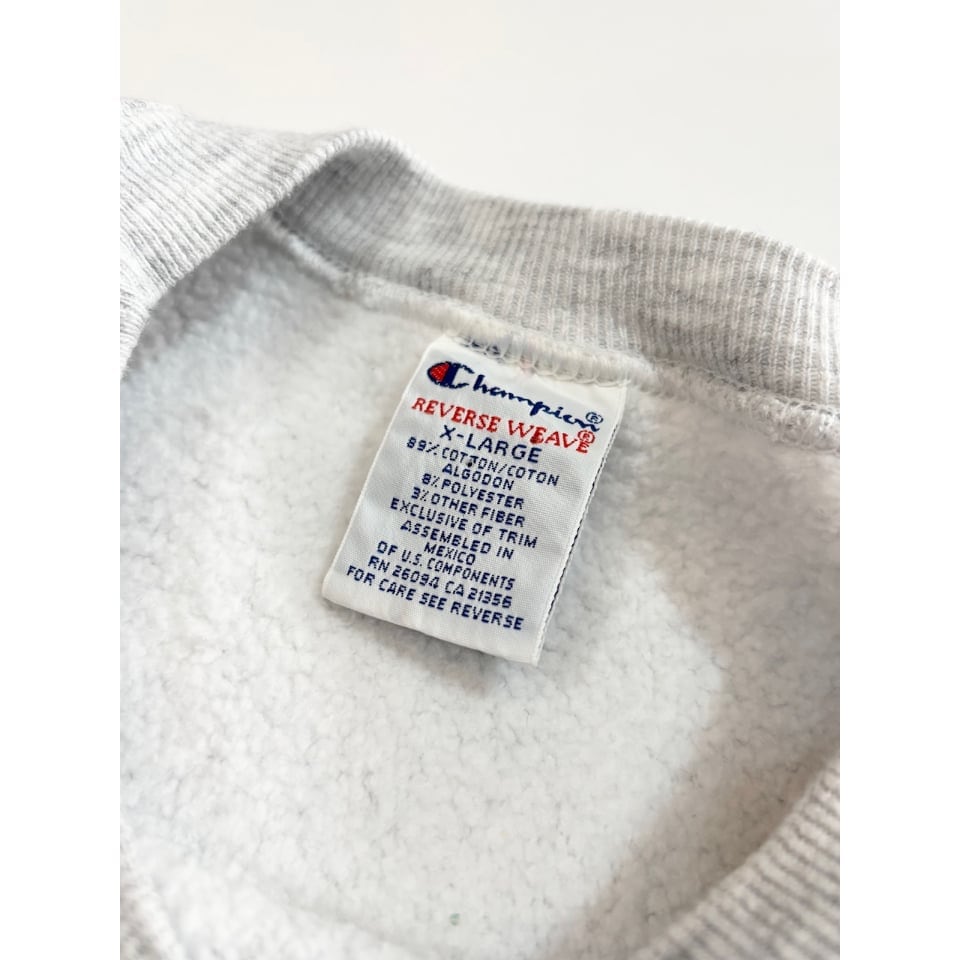 Champion®
REVERSE WEAVE®
X-LARGE
89% COTTON/COTON
ALGODON
8% POLYESTER
3% OTHER FIBER
EXCLUSIVE OF TRIM
ASSEMBLED IN
MEXICO
OF U.S. COMPONENTS
RN 26094 CA 21356
FOR CARE SEE REVERSE